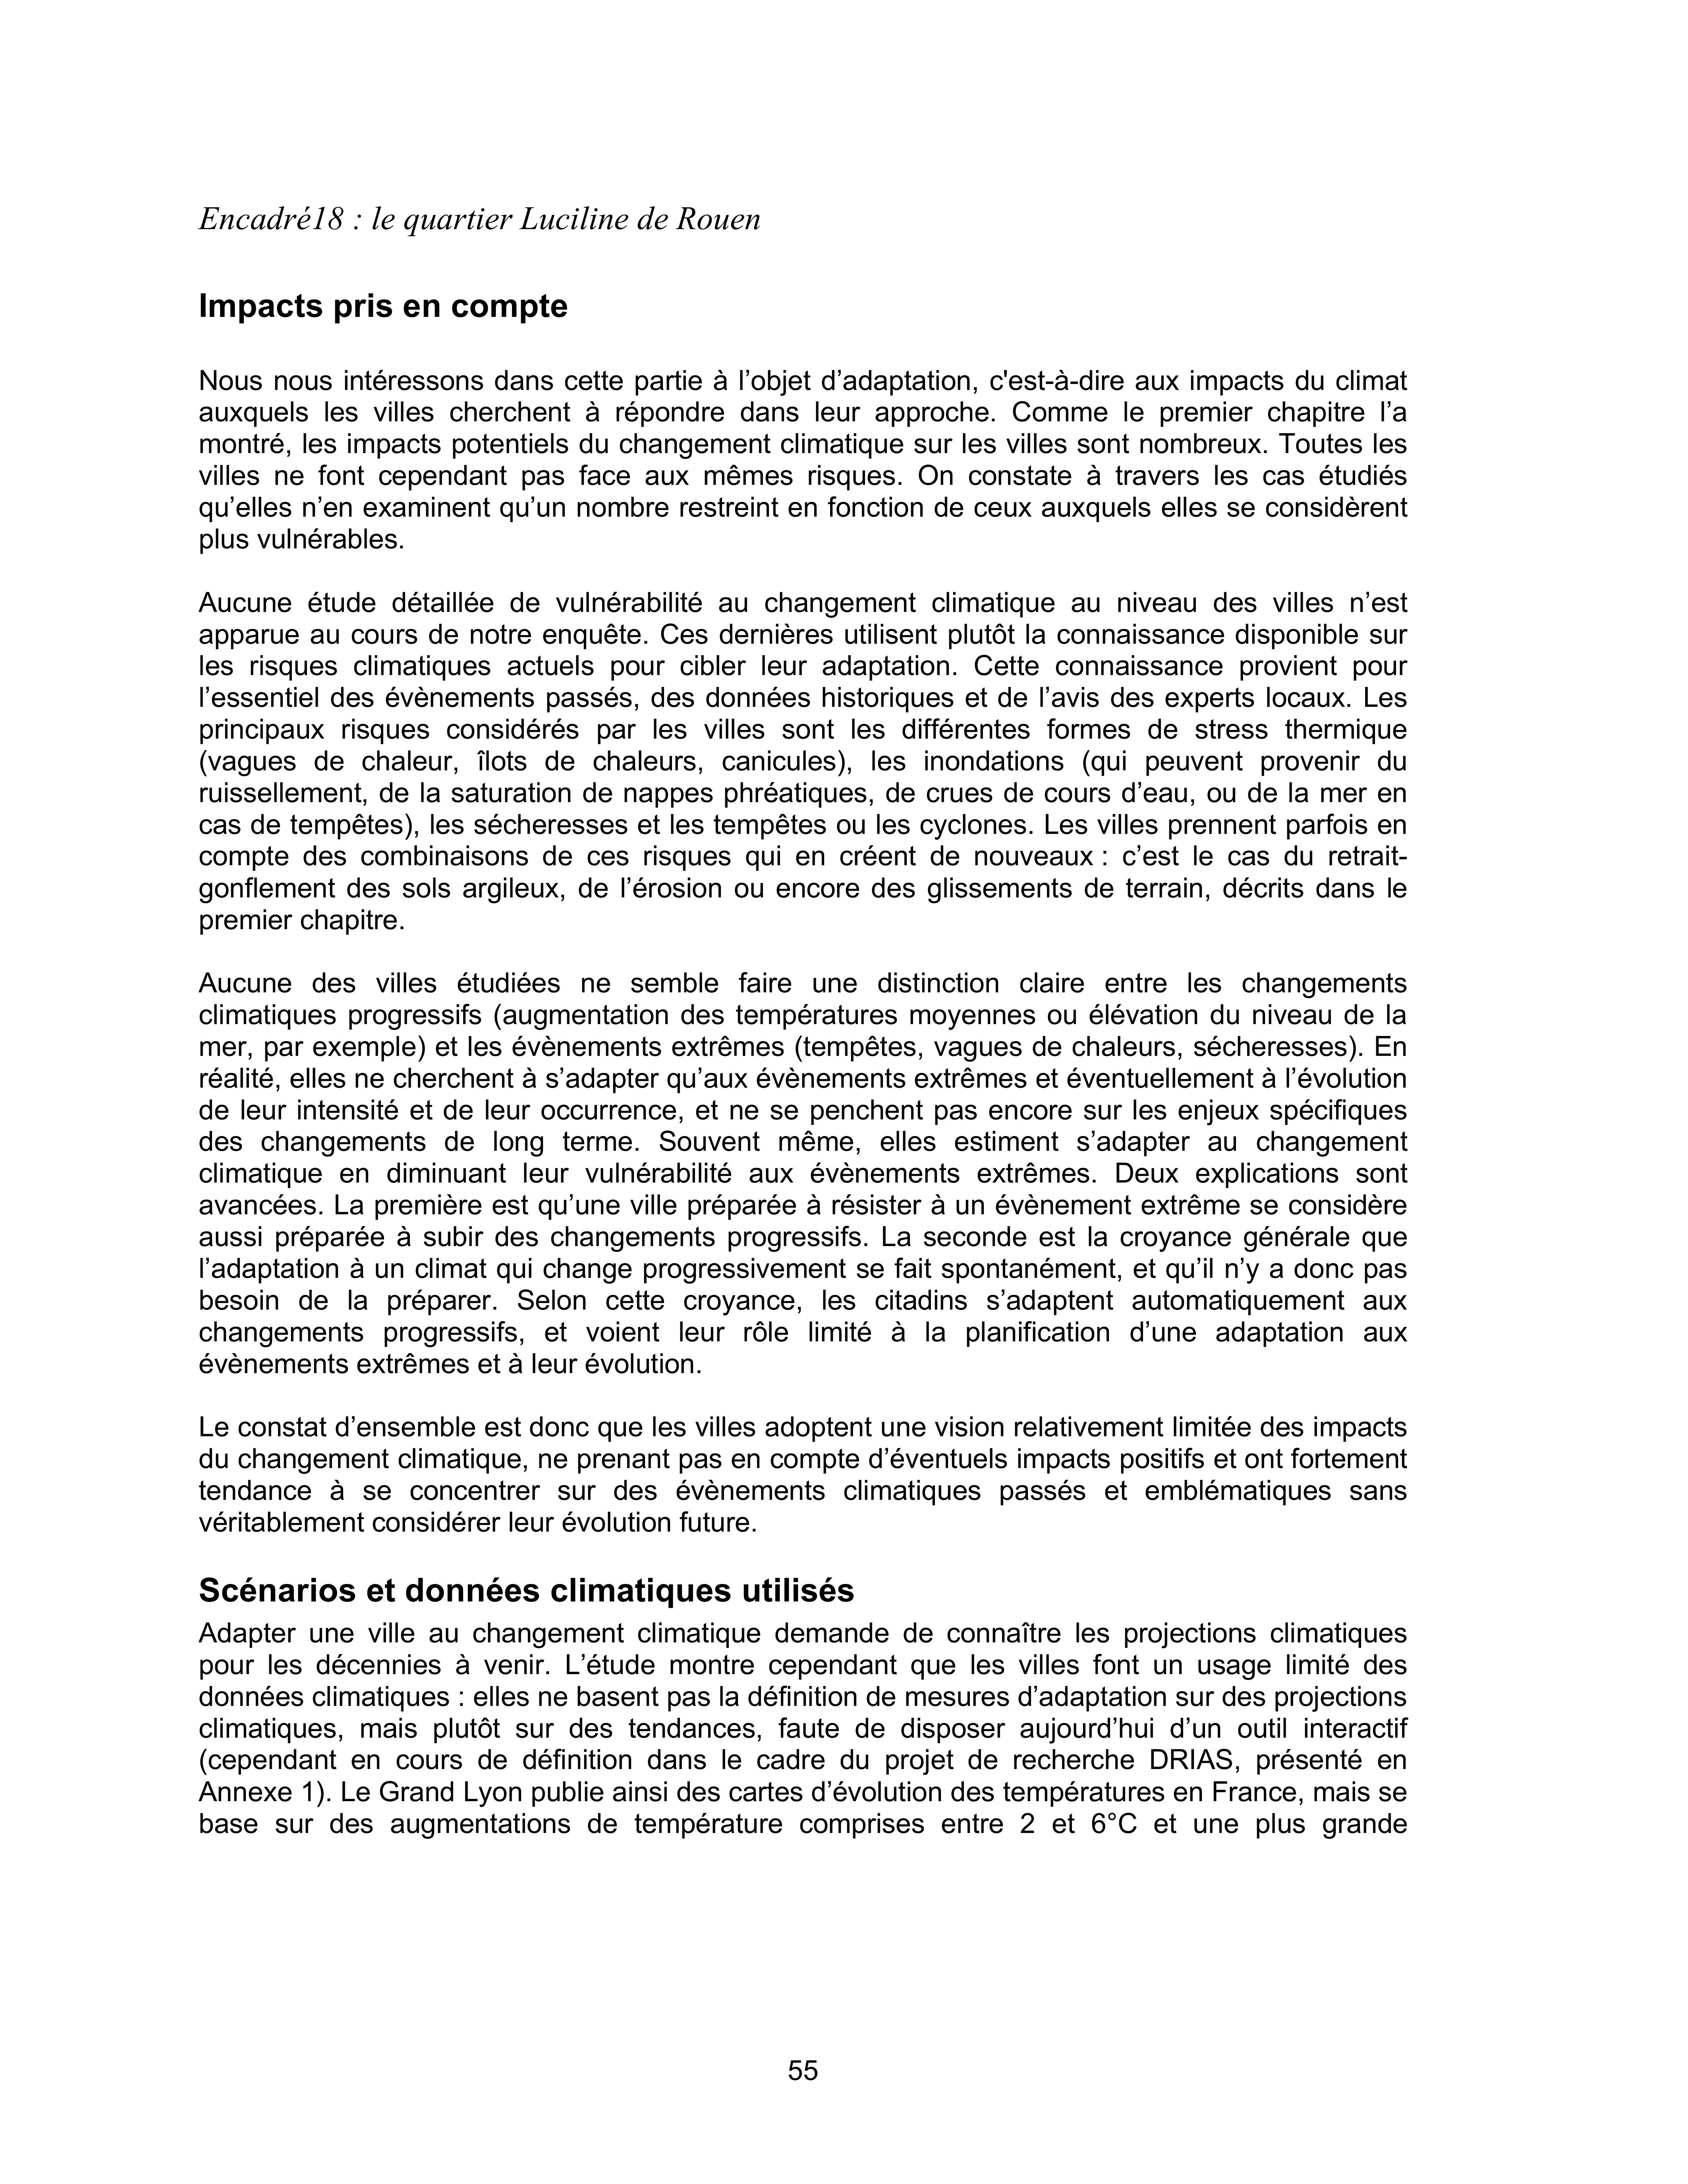 Encadré18 : le quartier Luciline de Rouen
Impacts pris en compte
Nous nous intéressons dans cette partie à l’objet d’adaptation, c'est-à-dire aux impacts du climat
auxquels les villes cherchent à répondre dans leur approche. Comme le premier chapitre l’a
montré, les impacts potentiels du changement climatique sur les villes sont nombreux. Toutes les
villes ne font cependant pas face aux mêmes risques. On constate à travers les cas étudiés
qu’elles n’en examinent qu’un nombre restreint en fonction de ceux auxquels elles se considèrent
plus vulnérables.
Aucune étude détaillée de vulnérabilité au changement climatique au niveau des villes n’est
apparue au cours de notre enquête. Ces dernières utilisent plutôt la connaissance disponible sur
les risques climatiques actuels pour cibler leur adaptation. Cette connaissance provient pour
l’essentiel des évènements passés, des données historiques et de l’avis des experts locaux. Les
principaux risques considérés par les villes sont les différentes formes de stress thermique
(vagues de chaleur, îlots de chaleurs, canicules), les inondations (qui peuvent provenir du
ruissellement, de la saturation de nappes phréatiques, de crues de cours d’eau, ou de la mer en
cas de tempêtes), les sécheresses et les tempêtes ou les cyclones. Les villes prennent parfois en
compte des combinaisons de ces risques qui en créent de nouveaux : c’est le cas du retrait-
gonflement des sols argileux, de l’érosion ou encore des glissements de terrain, décrits dans le
premier chapitre.
Aucune des villes étudiées ne semble faire une distinction claire entre les changements
climatiques progressifs (augmentation des températures moyennes ou élévation du niveau de la
mer, par exemple) et les évènements extrêmes (tempêtes, vagues de chaleurs, sécheresses). En
réalité, elles ne cherchent à s’adapter qu’aux évènements extrêmes et éventuellement à l’évolution
de leur intensité et de leur occurrence, et ne se penchent pas encore sur les enjeux spécifiques
des changements de long terme. Souvent même, elles estiment s’adapter au changement
climatique en diminuant leur vulnérabilité aux évènements extrêmes. Deux explications sont
avancées. La première est qu’une ville préparée à résister à un évènement extrême se considère
aussi préparée à subir des changements progressifs. La seconde est la croyance générale que
l’adaptation à un climat qui change progressivement se fait spontanément, et qu’il n’y a donc pas
besoin de la préparer. Selon cette croyance, les citadins s’adaptent automatiquement aux
changements progressifs, et voient leur rôle limité à la planification d’une adaptation aux
évènements extrêmes et à leur évolution.
Le constat d’ensemble est donc que les villes adoptent une vision relativement limitée des impacts
du changement climatique, ne prenant pas en compte d’éventuels impacts positifs et ont fortement
tendance à se concentrer sur des évènements climatiques passés et emblématiques sans
véritablement considérer leur évolution future.
Scénarios et données climatiques utilisés
Adapter une ville au changement climatique demande de connaître les projections climatiques
pour les décennies à venir. L’étude montre cependant que les villes font un usage limité des
données climatiques : elles ne basent pas la définition de mesures d’adaptation sur des projections
climatiques, mais plutôt sur des tendances, faute de disposer aujourd’hui d’un outil interactif
(cependant en cours de définition dans le cadre du projet de recherche DRIAS, présenté en
Annexe 1). Le Grand Lyon publie ainsi des cartes d’évolution des températures en France, mais se
base sur des augmentations de température comprises entre 2 et 6°C et une plus grande
55